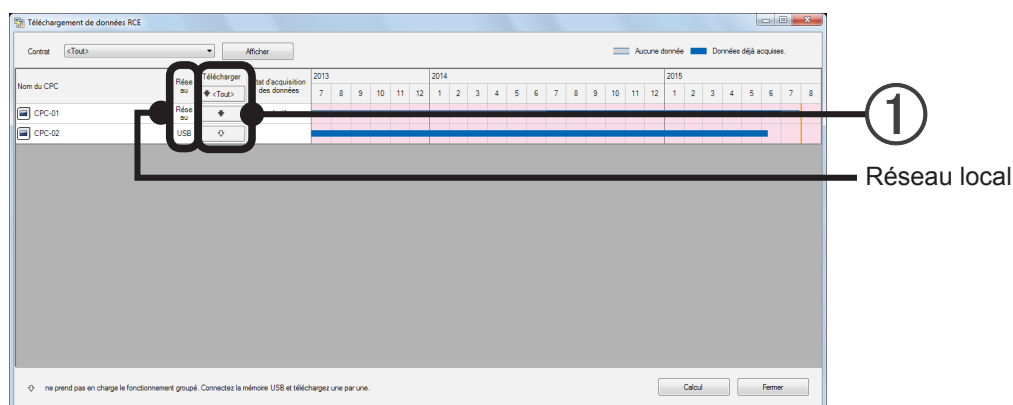 Téléchargement de données RCE
Contrat <Tout> Afficher Aucune donnée Données déjà acquises.
Nom du CPC
Rése
au
Télécharger
<Tout>
tat d'acquisition
des données
2013 2014 2015
7 8 9 10 11 12 1 2 3 4 5 6 7 8 9 10 11 12 1 2 3 4 5 6 7 8
CPC-01 Rése
au
CPC-02 USB
1
Réseau local
ne prend pas en charge le fonctionnement groupé. Connectez la mémoire USB et téléchargez une par une.
Calcul Fermer